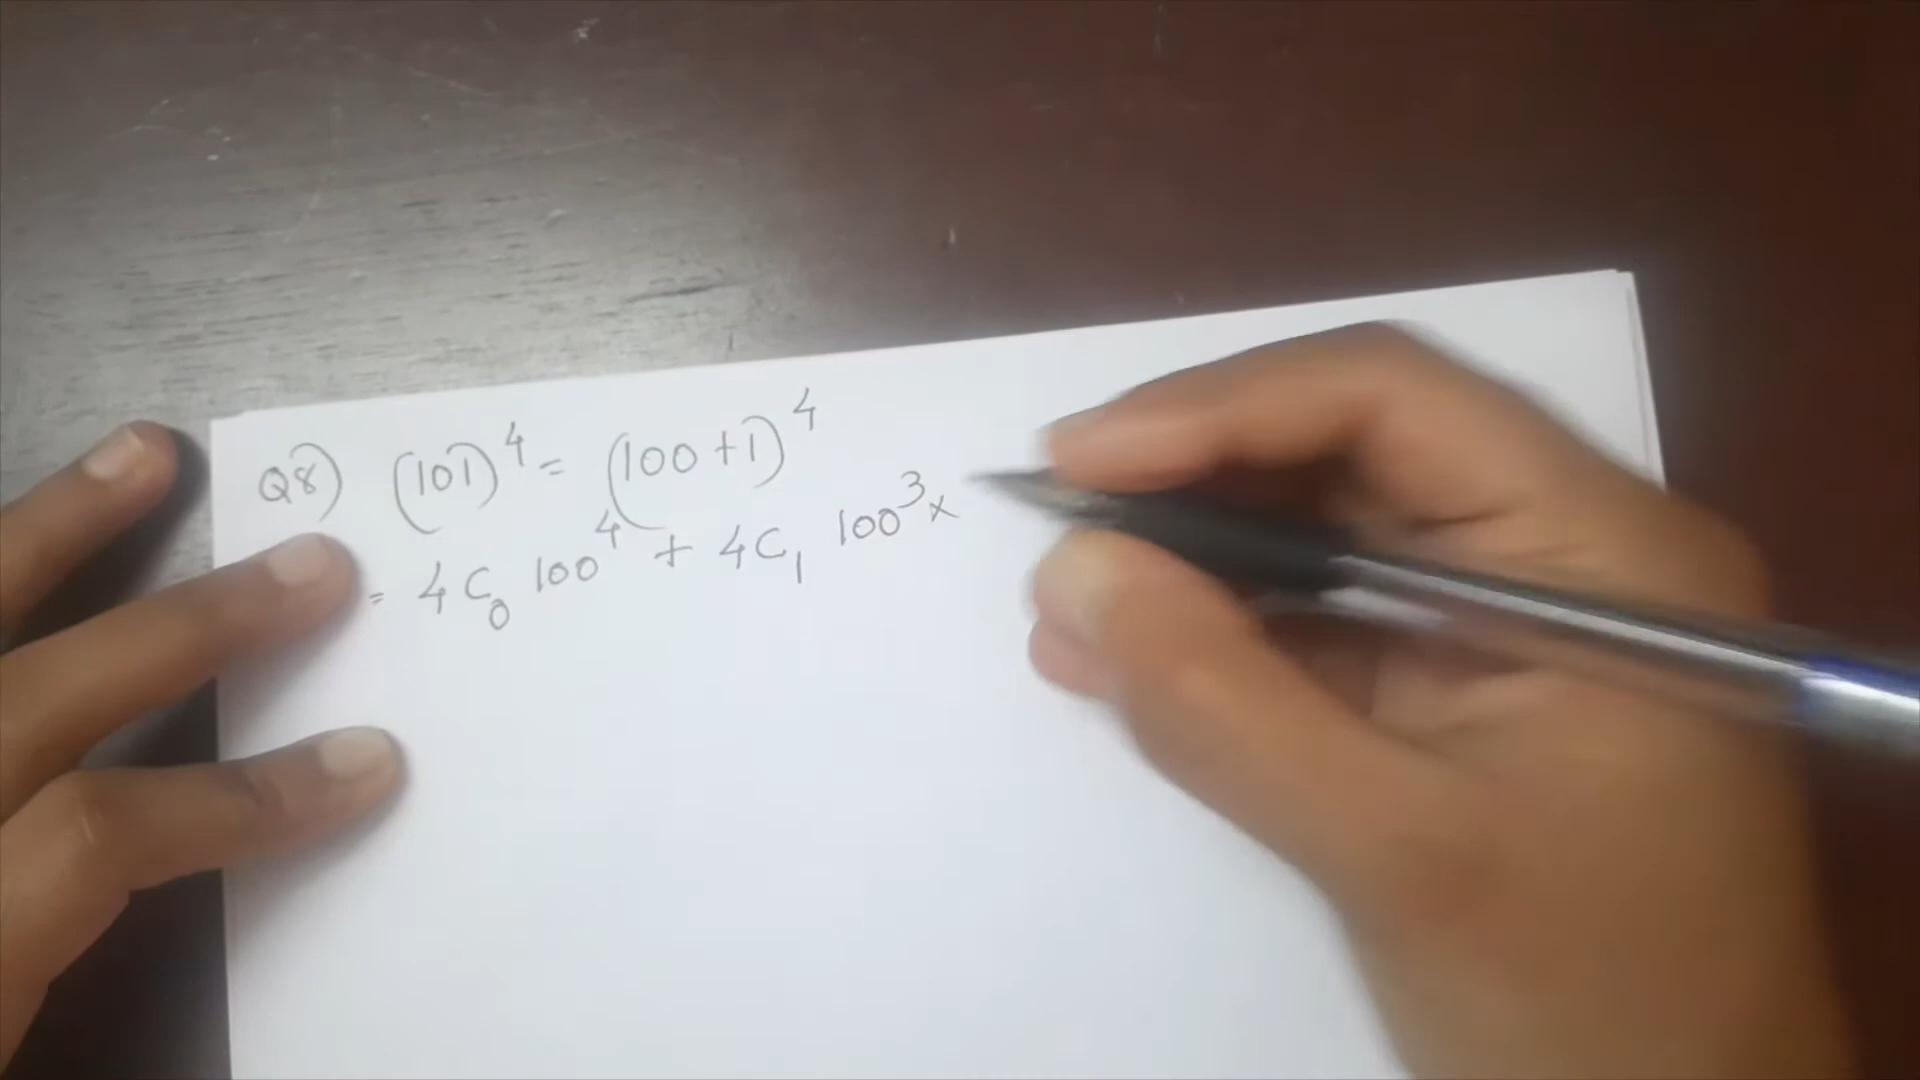 Q8) (101)^4 = (100+1)^4
= 4C₀ 100^4 + 4C₁ 100^3 x